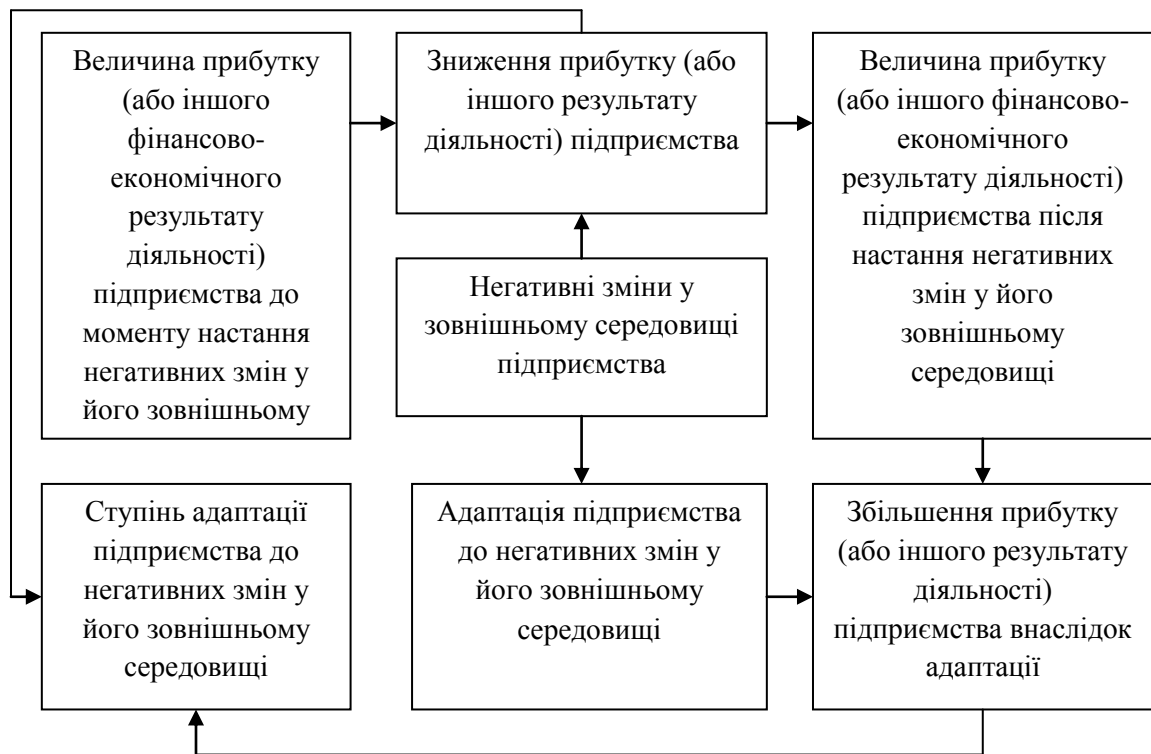 Величина прибутку
(або іншого
фінансово-
економічного
результату
діяльності)
підприємства до
моменту настання
негативних змін у
його зовнішньому
Зниження прибутку (або
іншого результату
діяльності) підприємства
Величина прибутку
(або іншого фінансово-
економічного
результату діяльності)
підприємства після
настання негативних
змін у його
зовнішньому
середовищі
Негативні зміни у
зовнішньому середовищі
підприємства
Ступінь адаптації
підприємства до
негативних змін у
його зовнішньому
середовищі
Адаптація підприємства
до негативних змін у
його зовнішньому
середовищі
Збільшення прибутку
(або іншого результату
діяльності)
підприємства внаслідок
адаптації